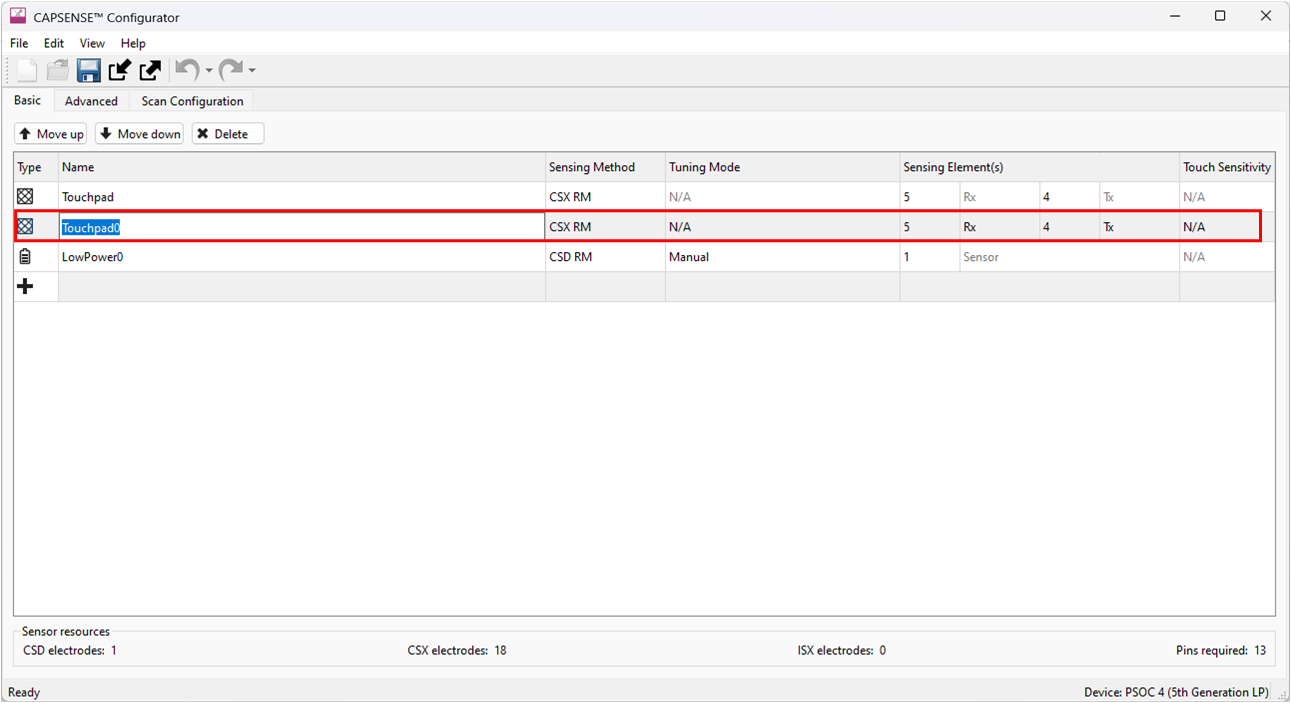 CAPSENSE™ Configurator
File Edit View Help
Basic Advanced Scan Configuration
Move up Move down Delete
Type Name Sensing Method Tuning Mode Sensing Element(s) Touch Sensitivity
Touchpad CSX RM N/A 5 Rx 4 Tx N/A
Touchpad0 CSX RM N/A 5 Rx 4 Tx N/A
LowPower0 CSD RM Manual 1 Sensor N/A
Sensor resources
CSD electrodes: 1 CSX electrodes: 18 ISX electrodes: 0 Pins required: 13
Ready Device: PSOC 4 (5th Generation LP)